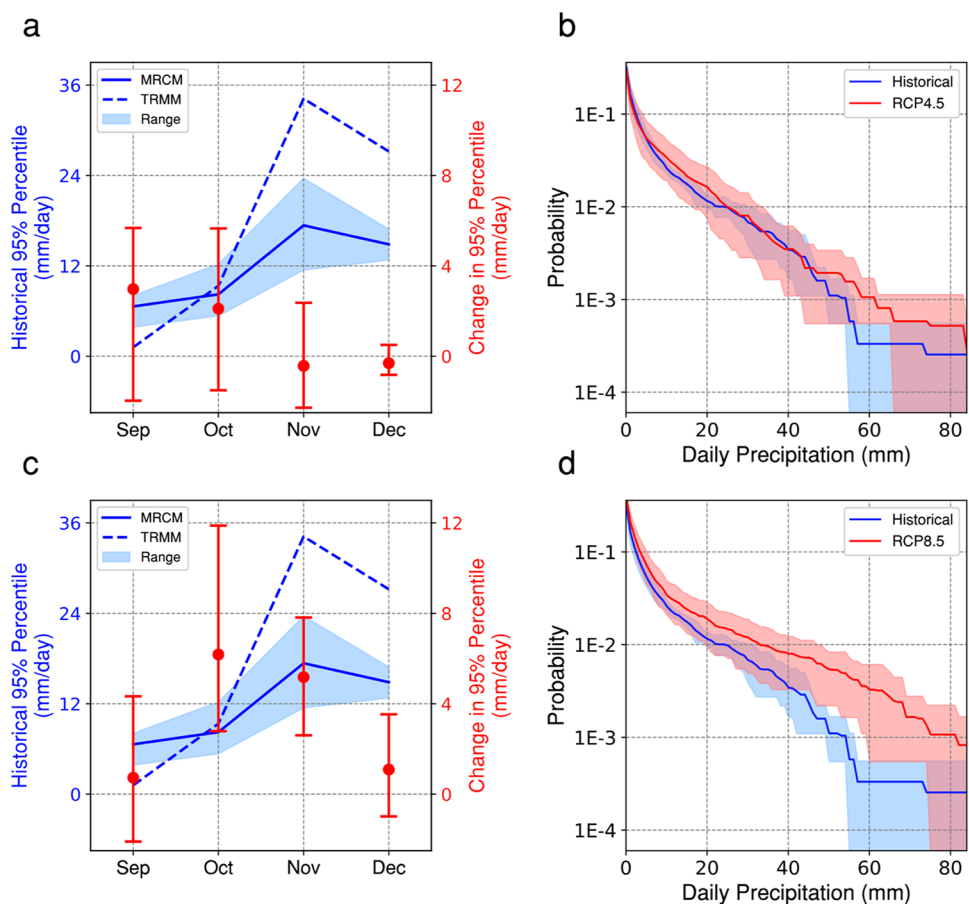 a
MRCM
TRMM
Range
Historical 95% Percentile
(mm/day)
36
24
12
0
12
8
4
0
Change in 95% Percentile
(mm/day)
Sep Oct Nov Dec
b
Historical
RCP4.5
Probability
1E-1
1E-2
1E-3
1E-4
0 20 40 60 80
Daily Precipitation (mm)
c
MRCM
TRMM
Range
Historical 95% Percentile
(mm/day)
36
24
12
0
12
8
4
0
Change in 95% Percentile
(mm/day)
Sep Oct Nov Dec
d
Historical
RCP8.5
Probability
1E-1
1E-2
1E-3
1E-4
0 20 40 60 80
Daily Precipitation (mm)